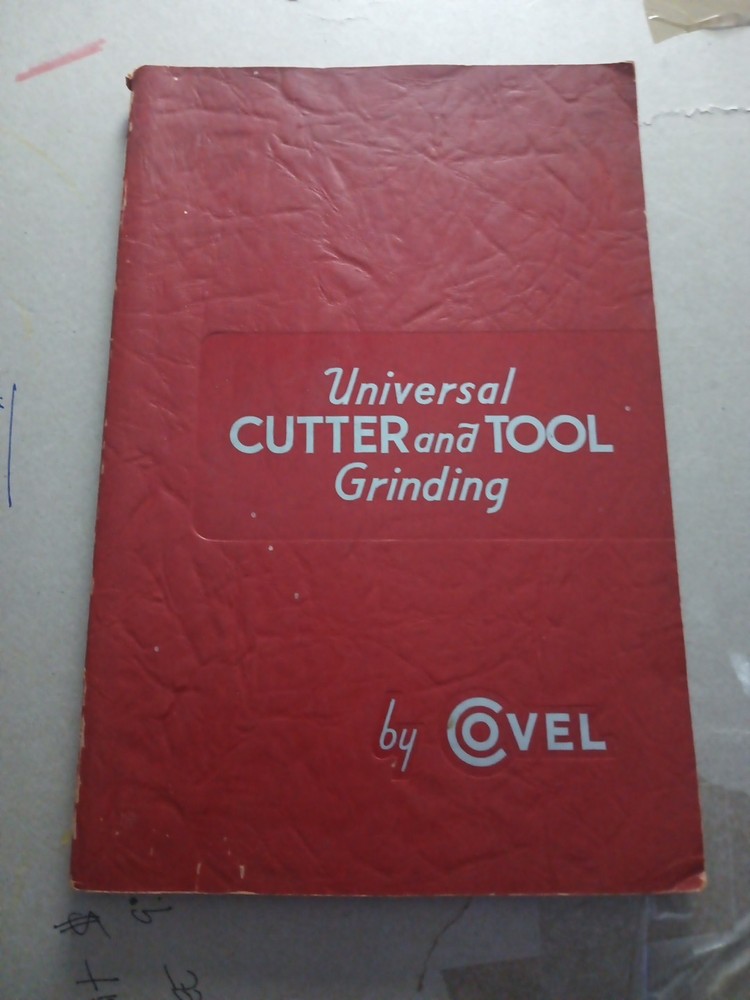 Universal
CUTTER and TOOL
Grinding
by COVEL
$